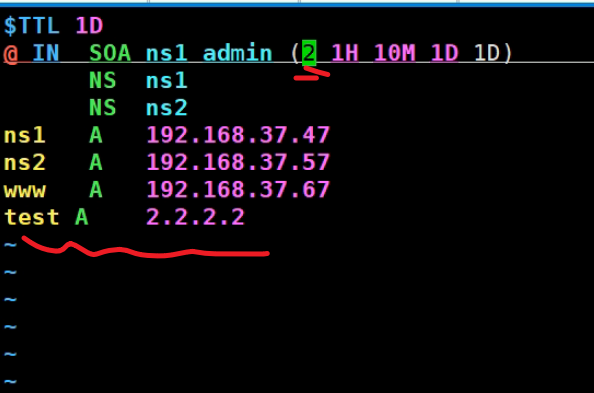 $TTL 1D
@ IN  SOA ns1 admin (2 1H 10M 1D 1D)
      NS  ns1
      NS  ns2
ns1   A   192.168.37.47
ns2   A   192.168.37.57
www   A   192.168.37.67
test A    2.2.2.2
~
~
~
~
~
~